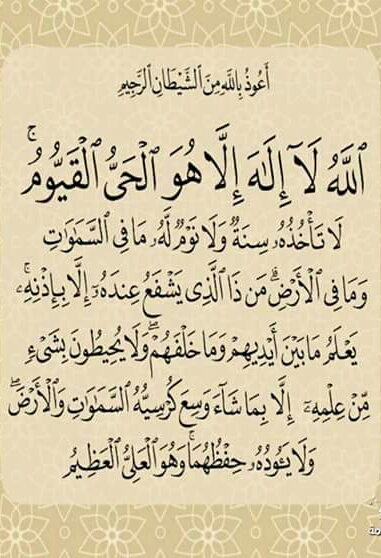 أَعُوذُ بِاللَّهِ مِنَ الشَّيْطَانِ الرَّجِيمِ
ٱللَّهُ لَآ إِلَٰهَ إِلَّا هُوَ ٱلْحَىُّ ٱلْقَيُّومُ ۚ
لَا تَأْخُذُهُۥ سِنَةٌ وَلَا نَوْمٌ لَّهُۥ مَا فِى ٱلسَّمَٰوَٰتِ
وَمَا فِى ٱلْأَرْضِ ۗ مَن ذَا ٱلَّذِى يَشْفَعُ عِندَهُۥٓ إِلَّا بِإِذْنِهِۦ ۚ
يَعْلَمُ مَا بَيْنَ أَيْدِيهِمْ وَمَا خَلْفَهُمْ ۖ وَلَا يُحِيطُونَ بِشَىْءٍ
مِّنْ عِلْمِهِۦٓ إِلَّا بِمَا شَآءَ وَسِعَ كُرْسِيُّهُ ٱلسَّمَٰوَٰتِ وَٱلْأَرْضَ ۖ
وَلَا يَـُٔودُهُۥ حِفْظُهُمَا ۚ وَهُوَ ٱلْعَلِىُّ ٱلْعَظِيمُ